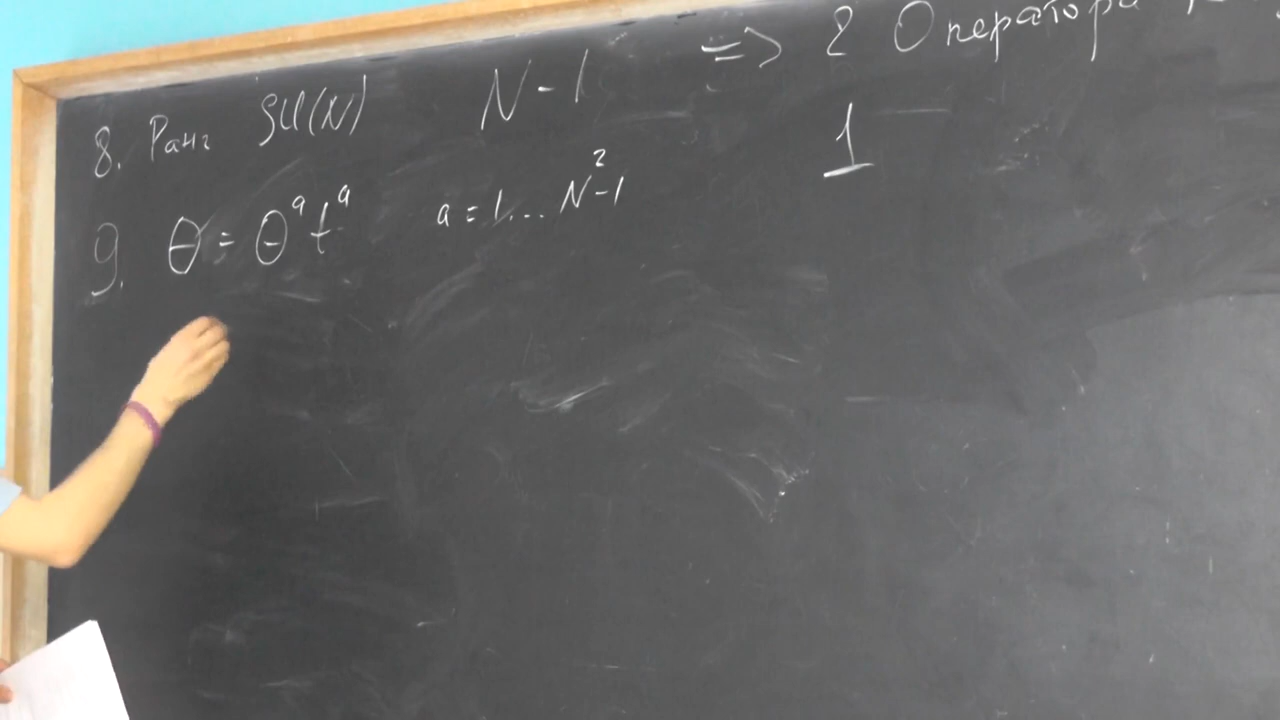 8. Ранг SU(N) N-1 => 2 Оператора
1
9. θ = θᵃtᵃ a = 1... N²-1